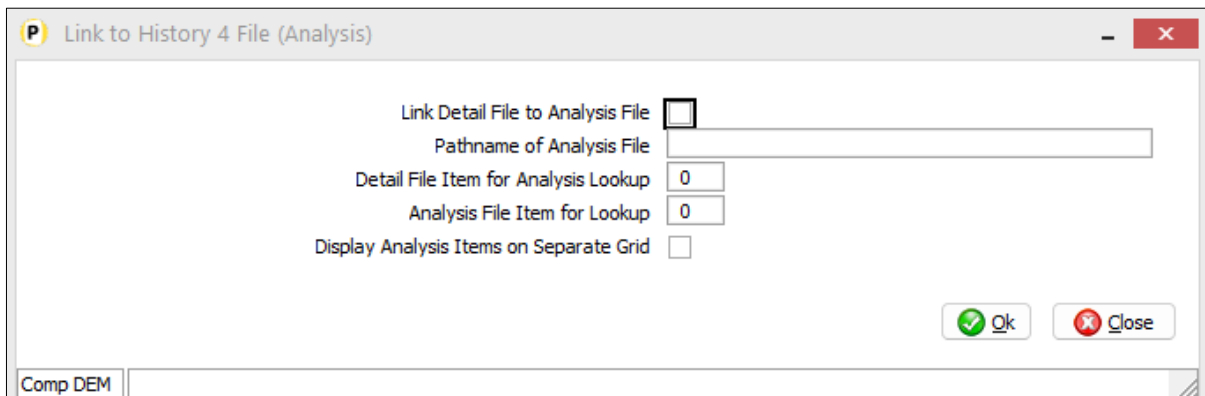 P Link to History 4 File (Analysis)
Link Detail File to Analysis File
Pathname of Analysis File
Detail File Item for Analysis Lookup 0
Analysis File Item for Lookup 0
Display Analysis Items on Separate Grid
Ok Close
Comp DEM